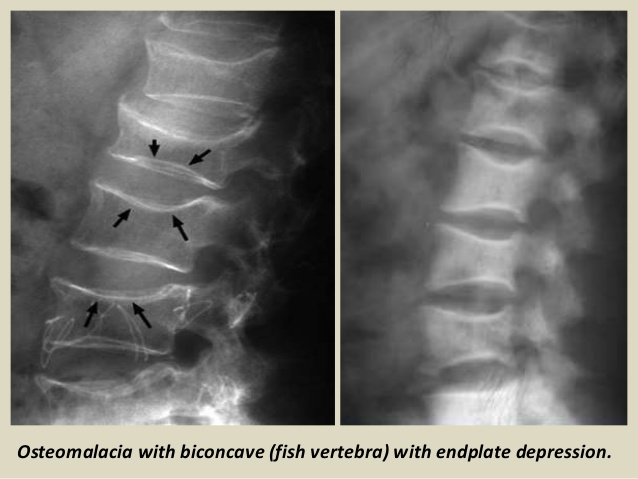 Osteomalacia with biconcave (fish vertebra) with endplate depression.